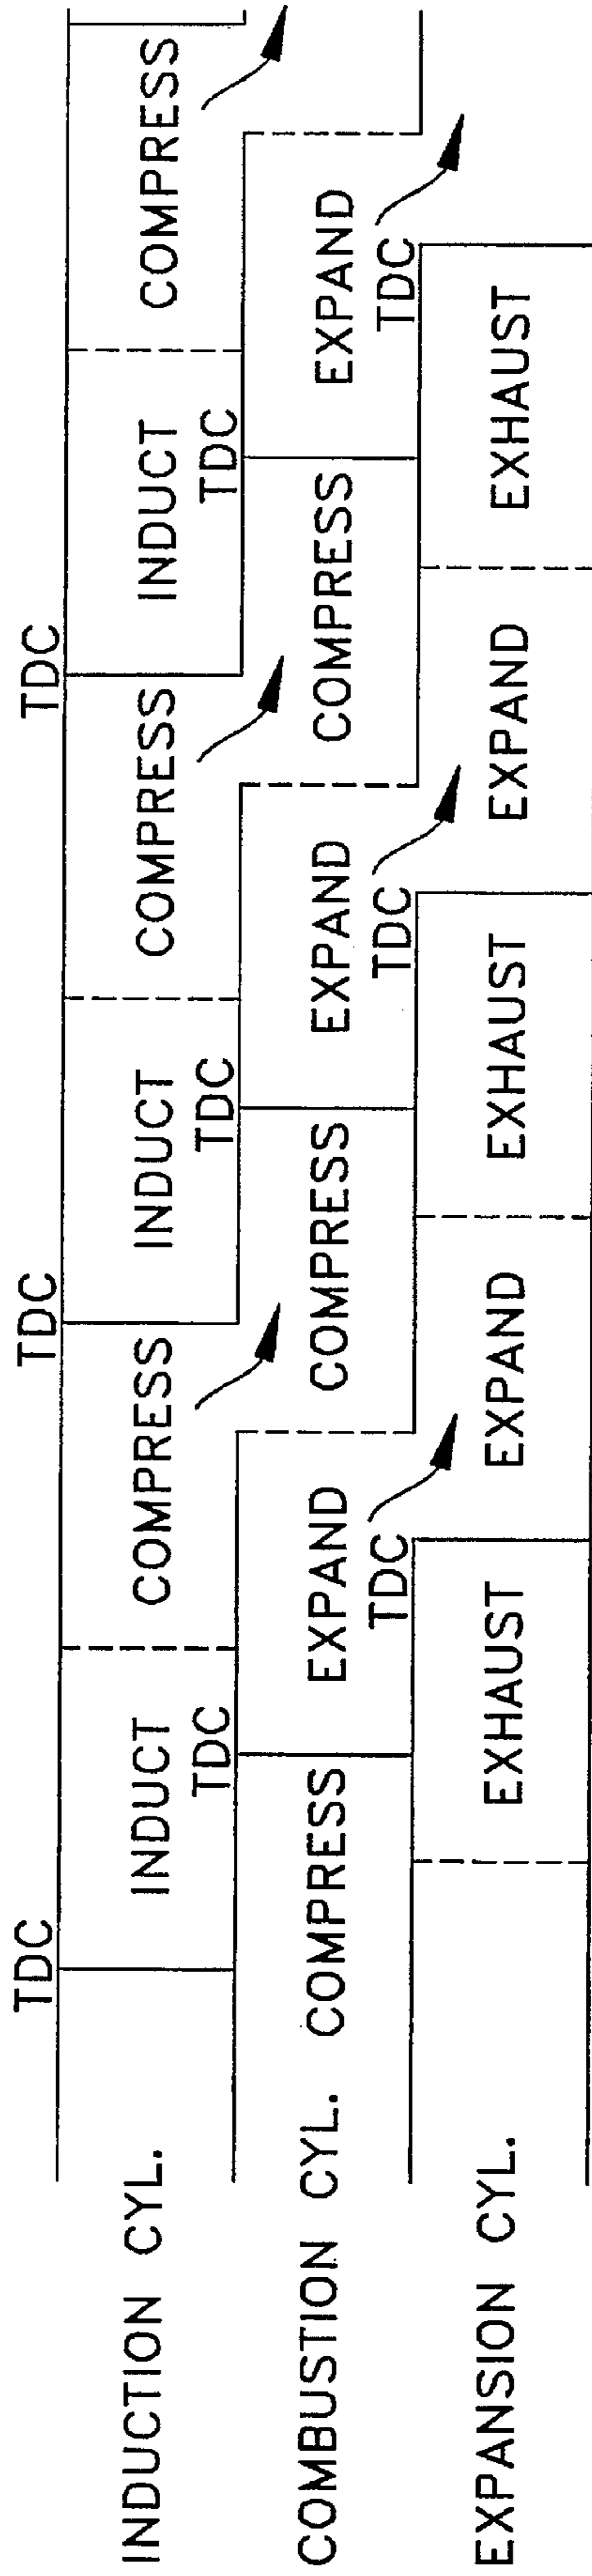 TDC TDC TDC
INDUCTION CYL. INDUCT COMPRESS INDUCT COMPRESS INDUCT COMPRESS
TDC TDC TDC
COMBUSTION CYL. COMPRESS EXPAND COMPRESS EXPAND COMPRESS EXPAND
TDC TDC TDC
EXPANSION CYL. EXHAUST EXPAND EXHAUST EXPAND EXHAUST